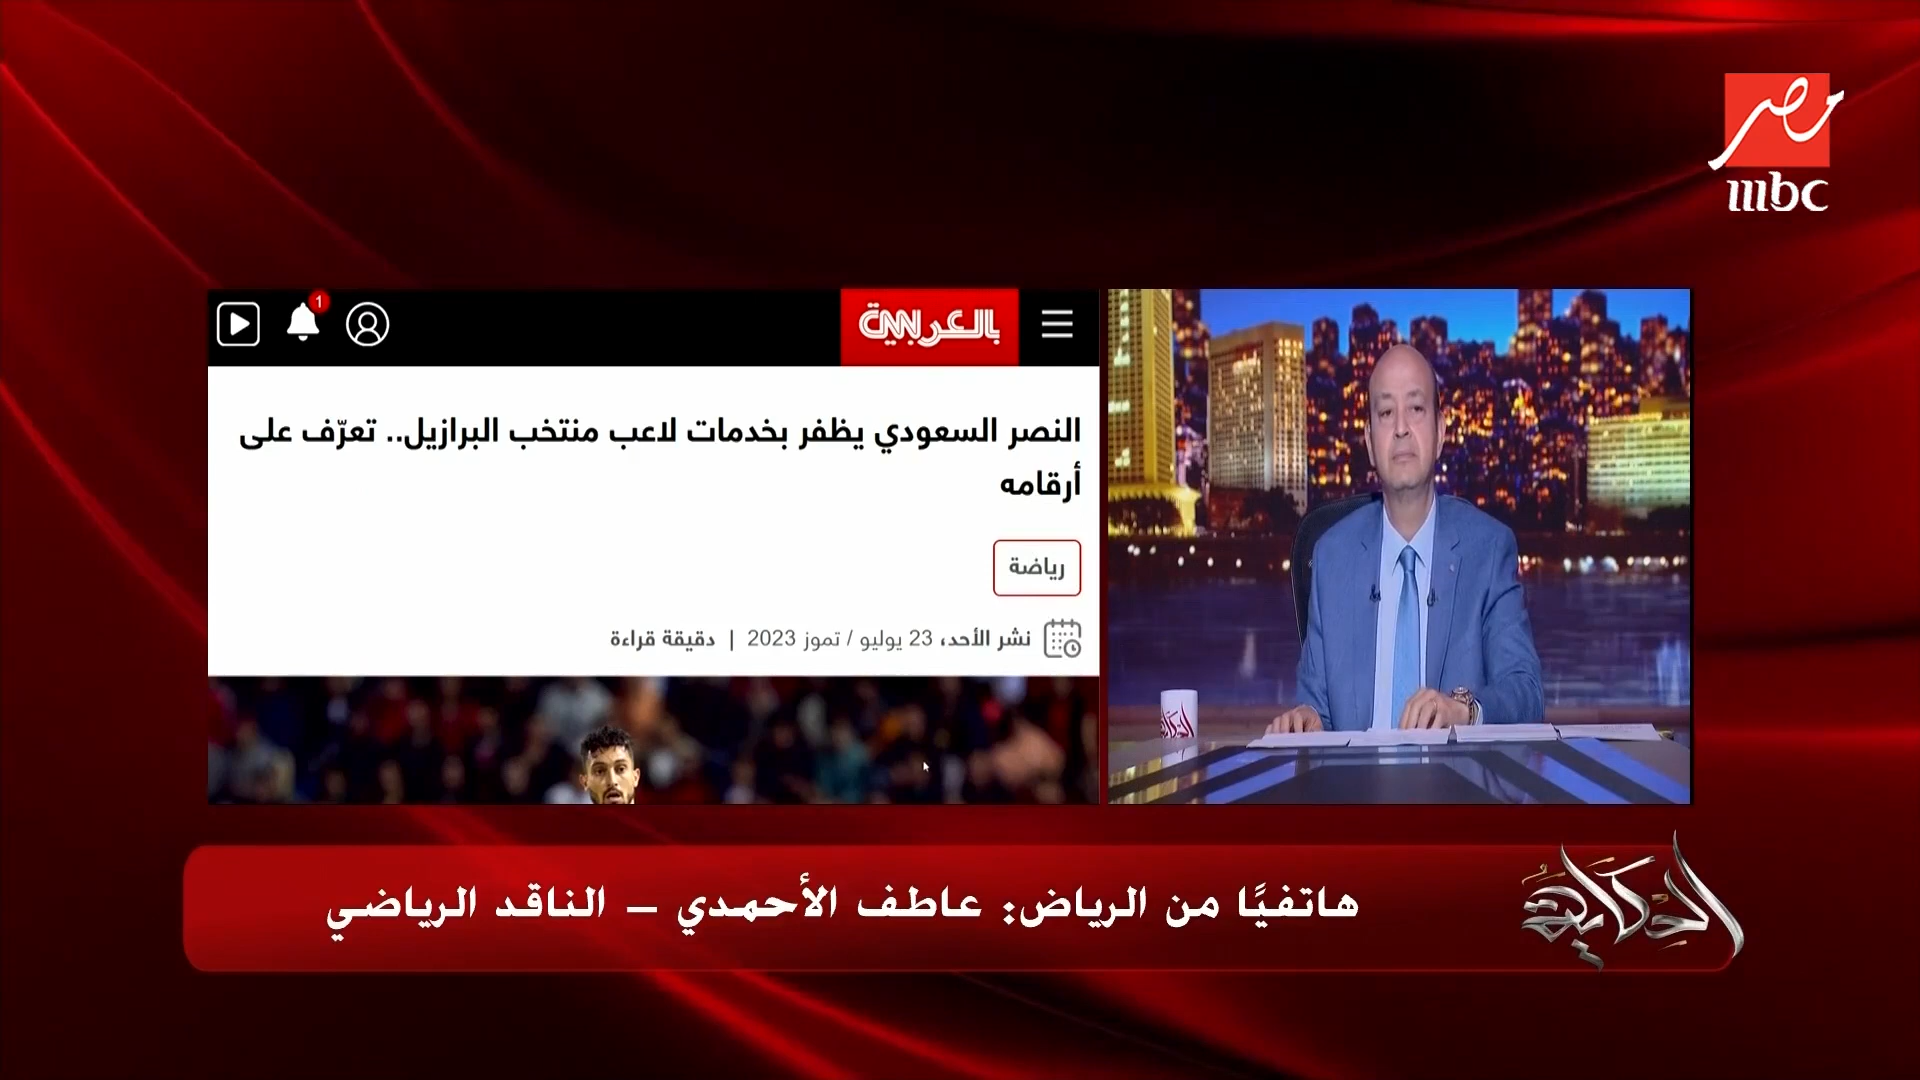 مصر
mbc
1
CNN بالعربية
النصر السعودي يظفر بخدمات لاعب منتخب البرازيل.. تعرّف على
أرقامه
رياضة
نشر الأحد، 23 يوليو / تموز 2023 | دقيقة قراءة
الحكاية
هاتفيًا من الرياض: عاطف الأحمدي – الناقد الرياضي
الحكاية